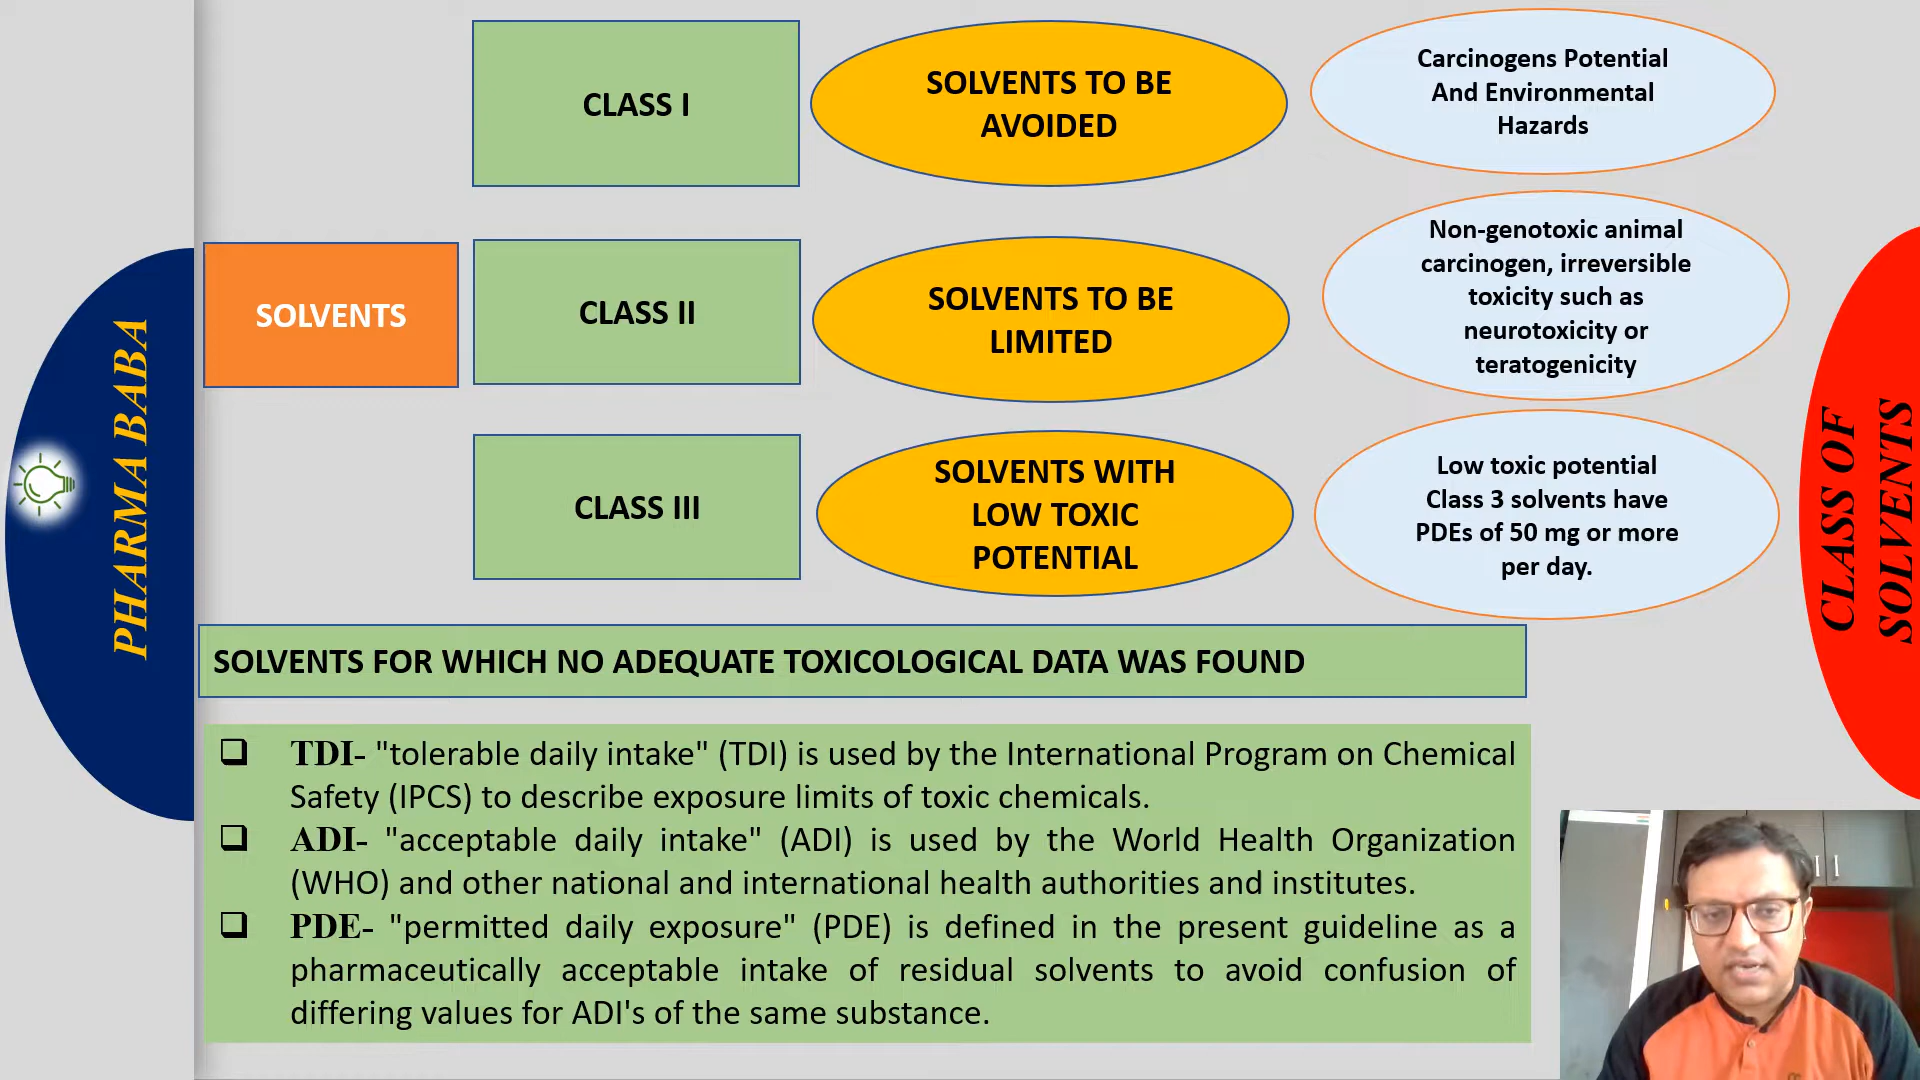 PHARMA BABA
SOLVENTS
CLASS I
SOLVENTS TO BE
AVOIDED
Carcinogens Potential
And Environmental
Hazards
CLASS II
SOLVENTS TO BE
LIMITED
Non-genotoxic animal
carcinogen, irreversible
toxicity such as
neurotoxicity or
teratogenicity
CLASS III
SOLVENTS WITH
LOW TOXIC
POTENTIAL
Low toxic potential
Class 3 solvents have
PDEs of 50 mg or more
per day.
CLASS OF
SOLVENTS
SOLVENTS FOR WHICH NO ADEQUATE TOXICOLOGICAL DATA WAS FOUND
TDI- "tolerable daily intake" (TDI) is used by the International Program on Chemical
Safety (IPCS) to describe exposure limits of toxic chemicals.
ADI- "acceptable daily intake" (ADI) is used by the World Health Organization
(WHO) and other national and international health authorities and institutes.
PDE- "permitted daily exposure" (PDE) is defined in the present guideline as a
pharmaceutically acceptable intake of residual solvents to avoid confusion of
differing values for ADI's of the same substance.